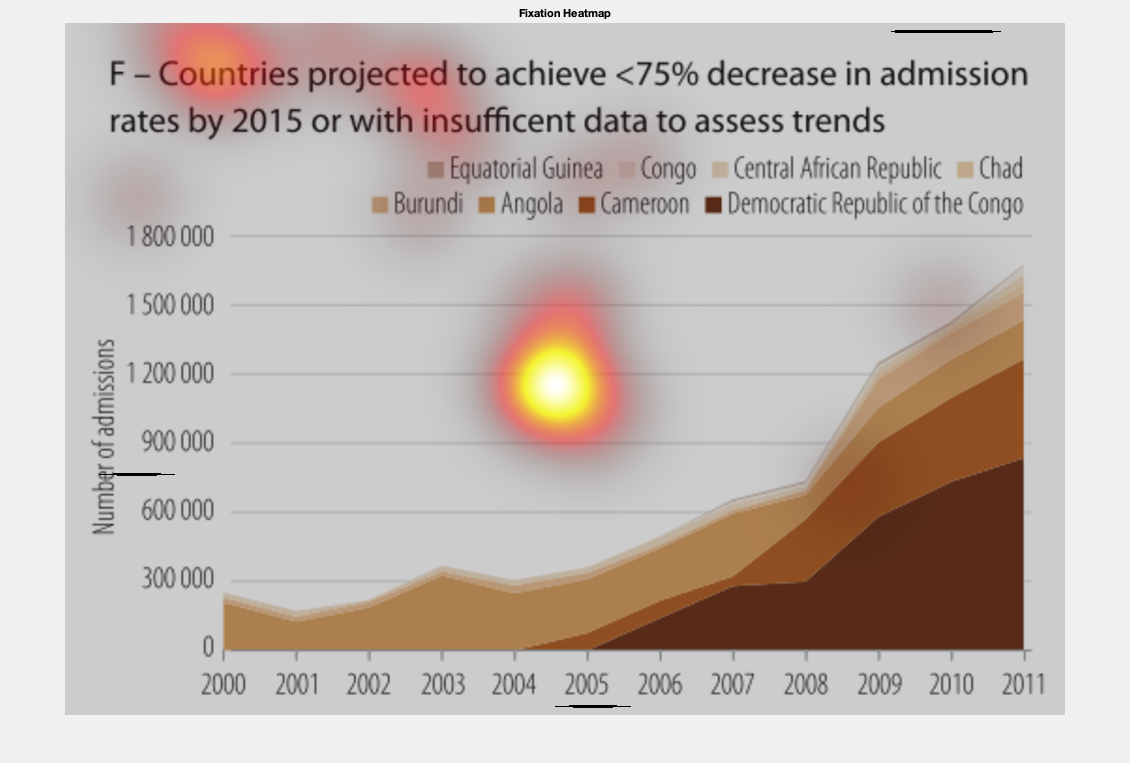 Fixation Heatmap
F – Countries projected to achieve <75% decrease in admission
rates by 2015 or with insufficent data to assess trends
Equatorial Guinea Congo Central African Republic Chad
Burundi Angola Cameroon Democratic Republic of the Congo
Number of admissions
1 800 000
1 500 000
1 200 000
900 000
600 000
300 000
0
2000 2001 2002 2003 2004 2005 2006 2007 2008 2009 2010 2011